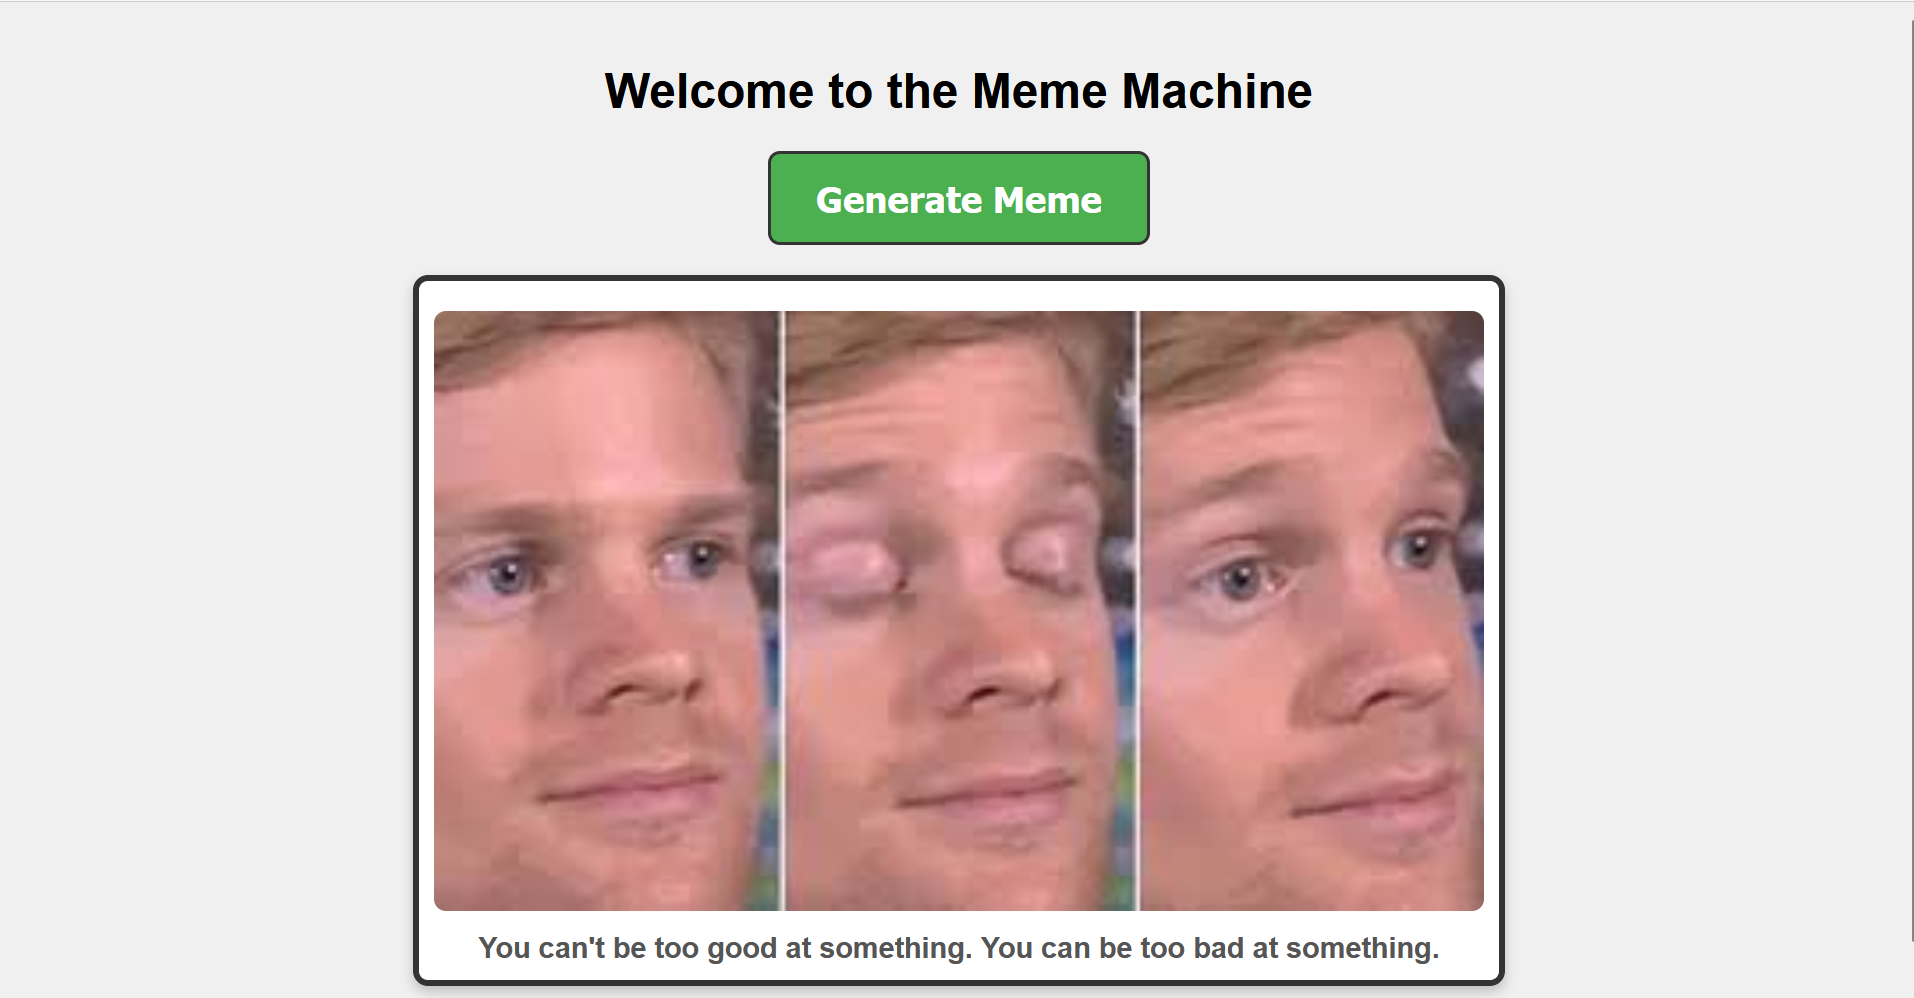 Welcome to the Meme Machine
Generate Meme
You can't be too good at something. You can be too bad at something.